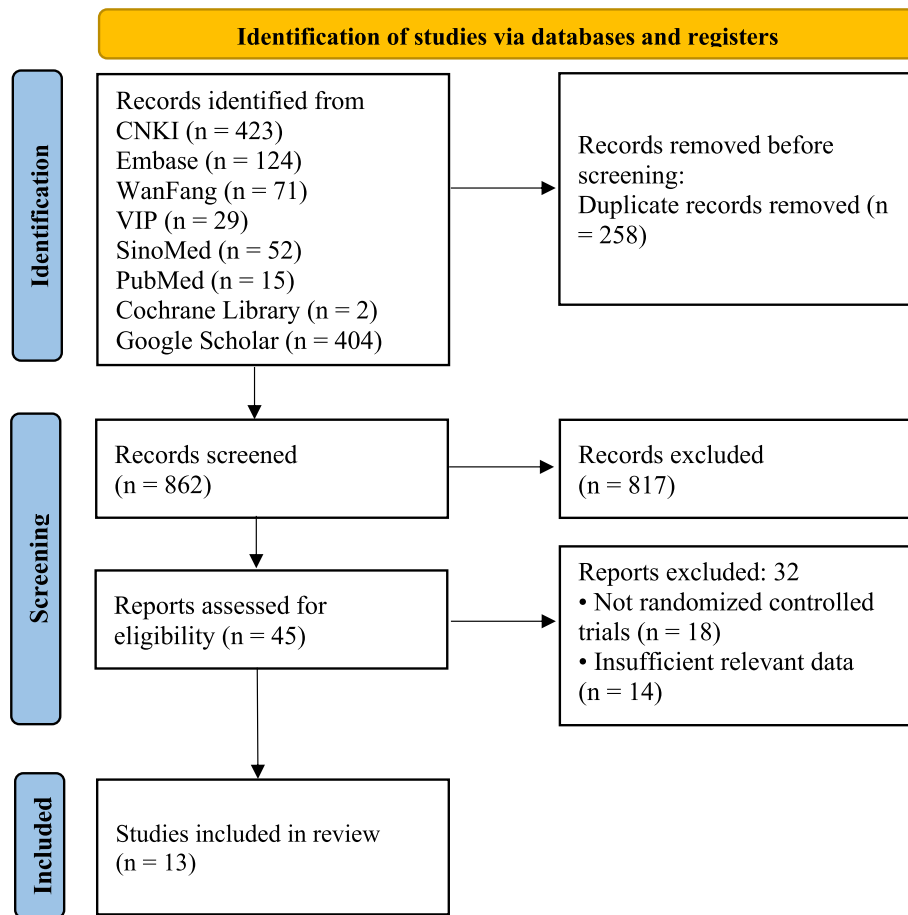 Identification of studies via databases and registers
Identification
Records identified from
CNKI (n = 423)
Embase (n = 124)
WanFang (n = 71)
VIP (n = 29)
SinoMed (n = 52)
PubMed (n = 15)
Cochrane Library (n = 2)
Google Scholar (n = 404)
Records removed before
screening:
Duplicate records removed (n
= 258)
Screening
Records screened
(n = 862)
Records excluded
(n = 817)
Reports assessed for
eligibility (n = 45)
Reports excluded: 32
• Not randomized controlled
trials (n = 18)
• Insufficient relevant data
(n = 14)
Included
Studies included in review
(n = 13)